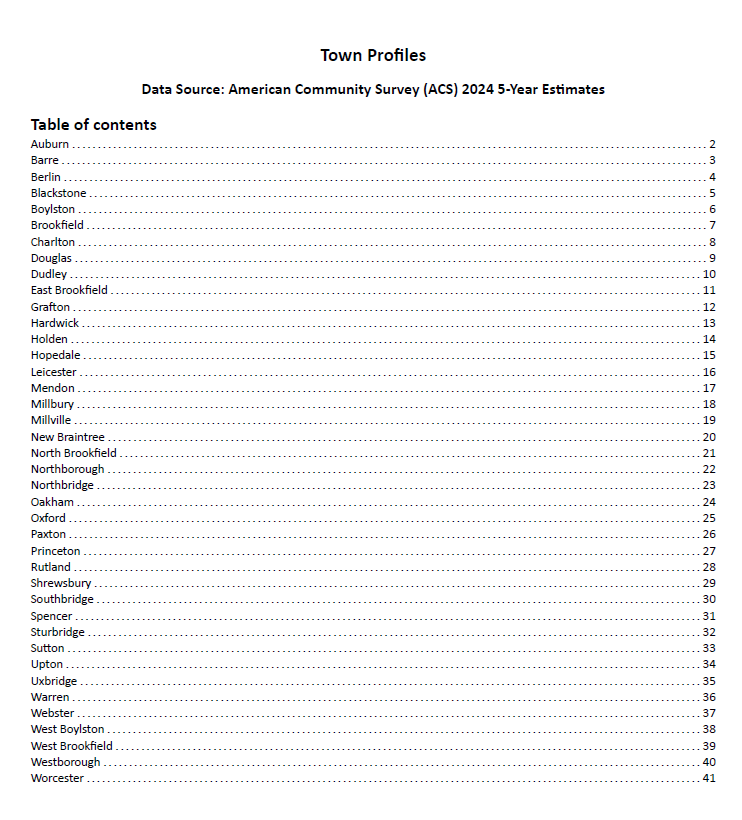 Town Profiles
Data Source: American Community Survey (ACS) 2024 5-Year Estimates
Table of contents
Auburn 2
Barre 3
Berlin 4
Blackstone 5
Boylston 6
Brookfield 7
Charlton 8
Douglas 9
Dudley 10
East Brookfield 11
Grafton 12
Hardwick 13
Holden 14
Hopedale 15
Leicester 16
Mendon 17
Millbury 18
Millville 19
New Braintree 20
North Brookfield 21
Northborough 22
Northbridge 23
Oakham 24
Oxford 25
Paxton 26
Princeton 27
Rutland 28
Shrewsbury 29
Southbridge 30
Spencer 31
Sturbridge 32
Sutton 33
Upton 34
Uxbridge 35
Warren 36
Webster 37
West Boylston 38
West Brookfield 39
Westborough 40
Worcester 41